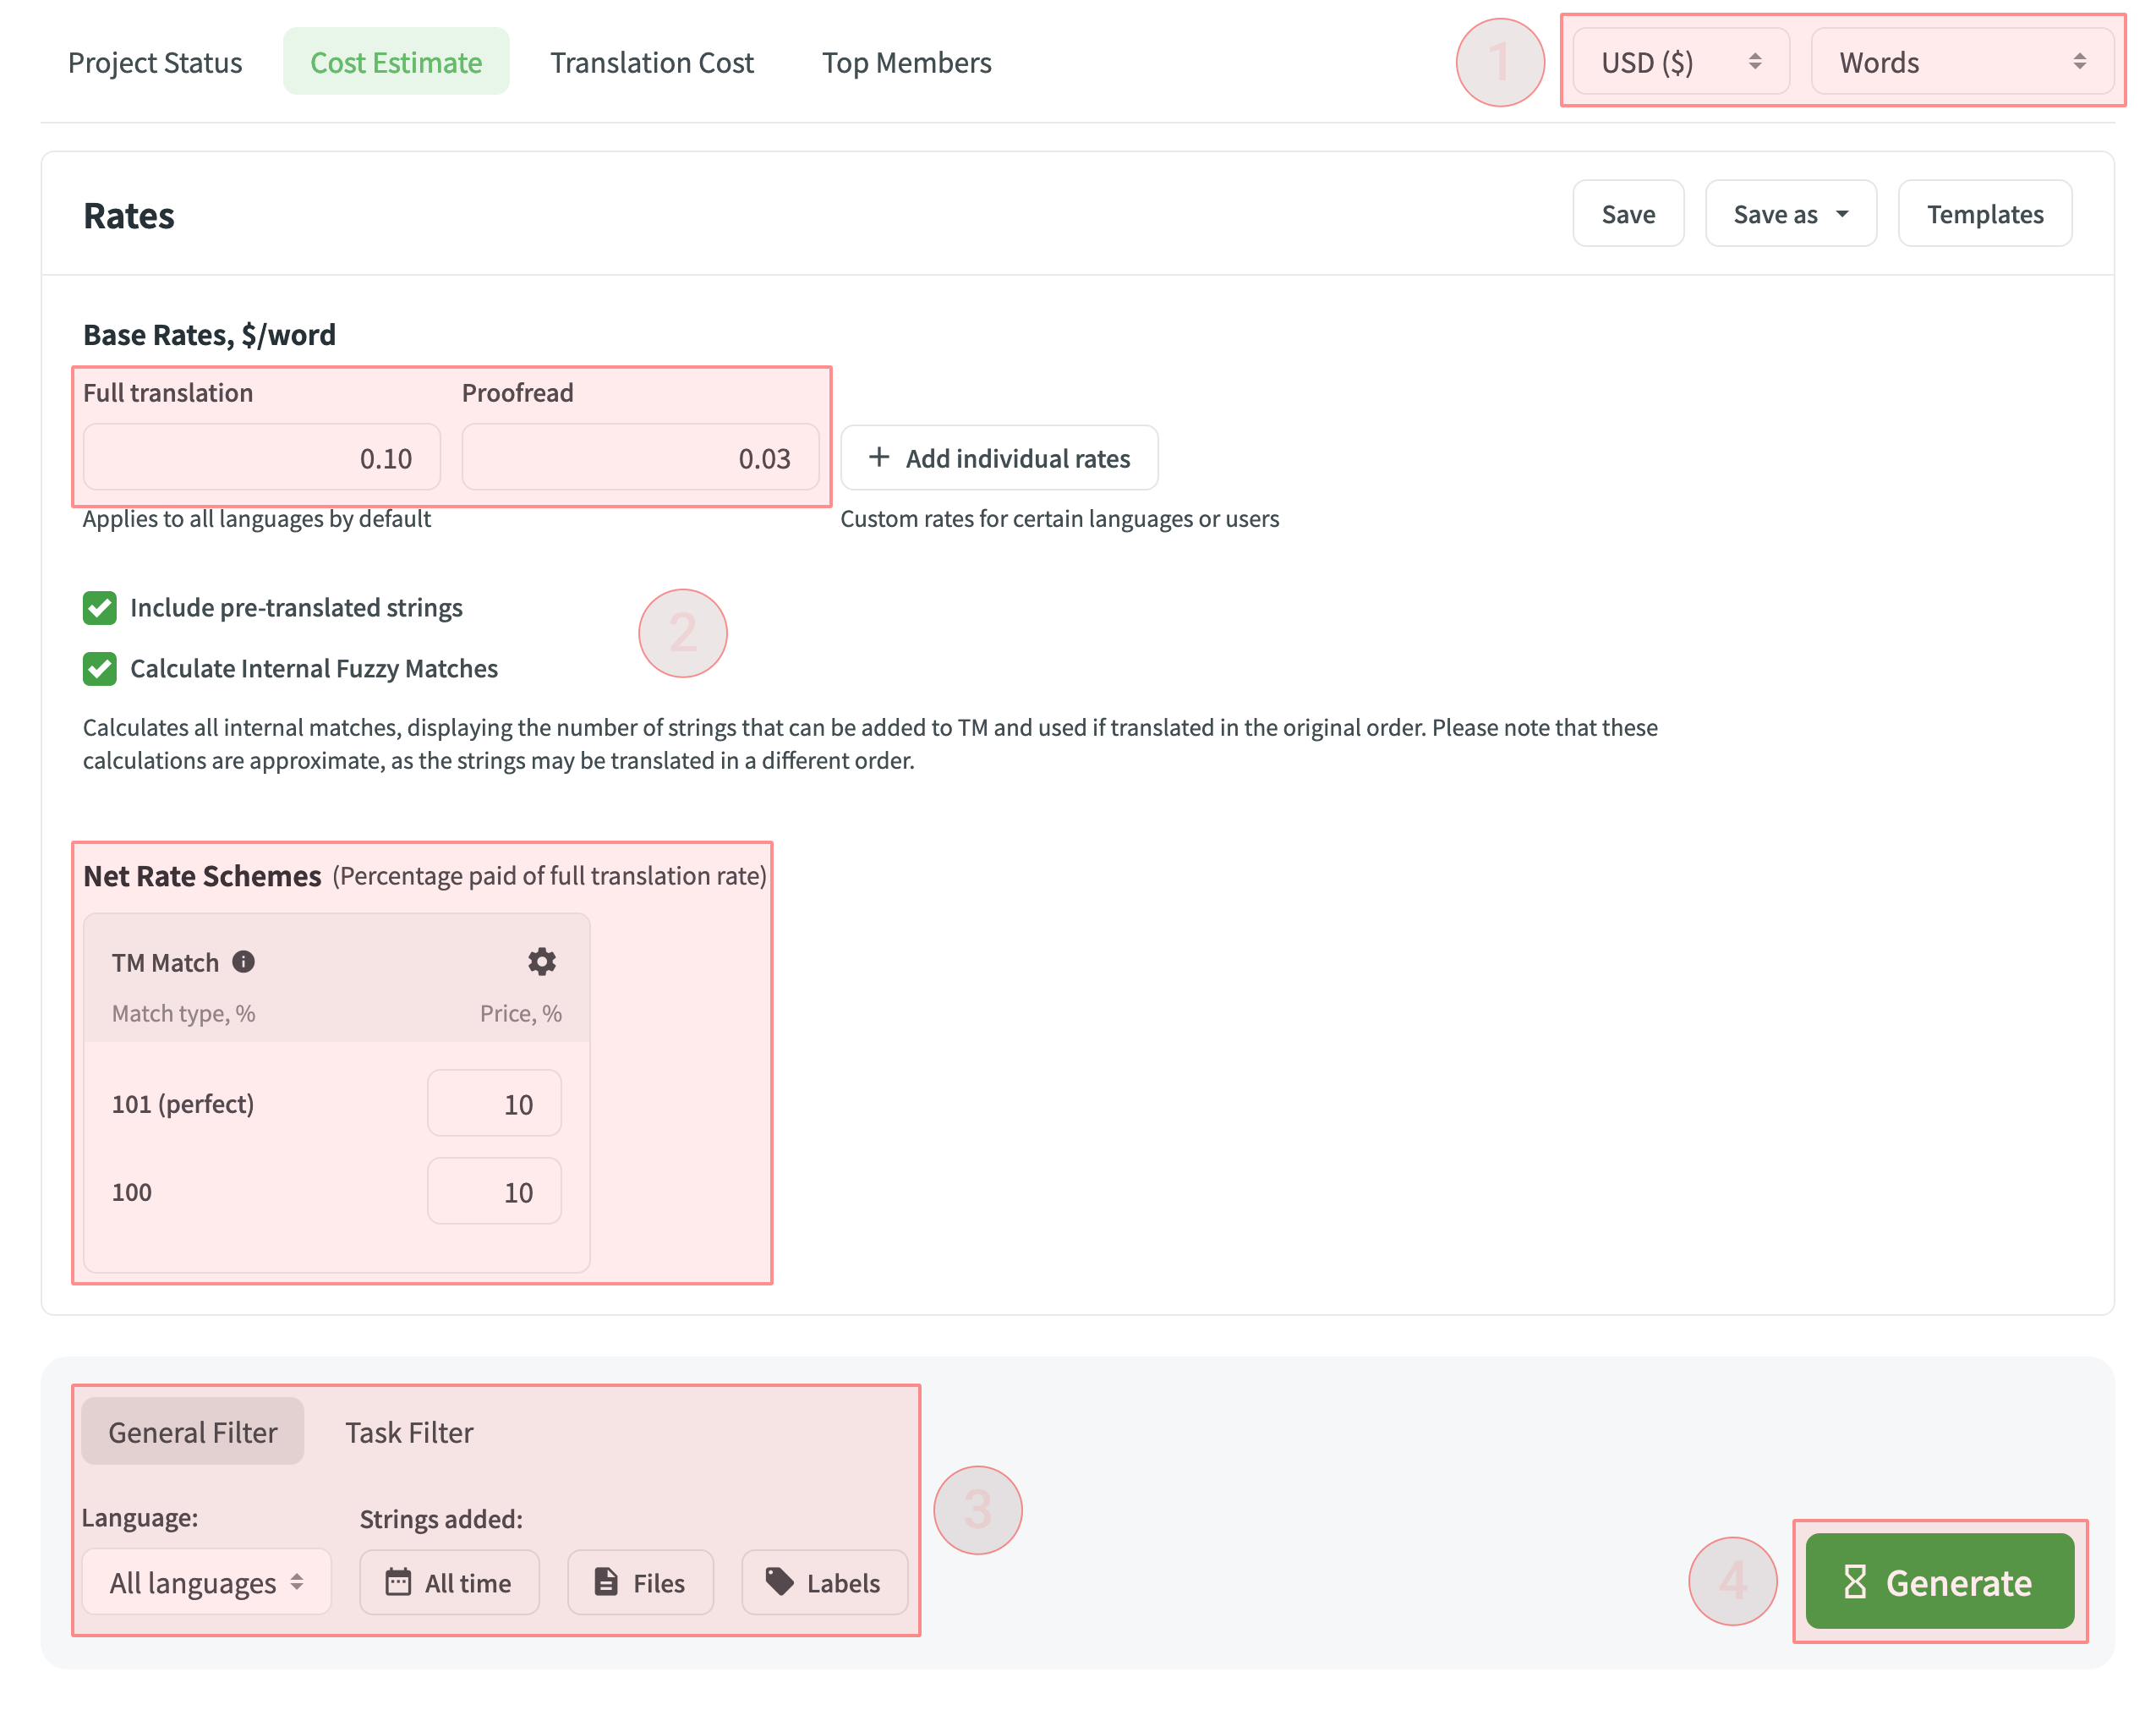 Project Status Cost Estimate Translation Cost Top Members 1 USD ($) Words
Rates Save Save as Templates
Base Rates, $/word
Full translation Proofread
0.10 0.03 + Add individual rates
Applies to all languages by default Custom rates for certain languages or users
Include pre-translated strings
2
Calculate Internal Fuzzy Matches
Calculates all internal matches, displaying the number of strings that can be added to TM and used if translated in the original order. Please note that these
calculations are approximate, as the strings may be translated in a different order.
Net Rate Schemes (Percentage paid of full translation rate)
TM Match
Match type, % Price, %
101 (perfect) 10
100 10
General Filter Task Filter
3
Language: Strings added:
All languages All time Files Labels 4 Generate